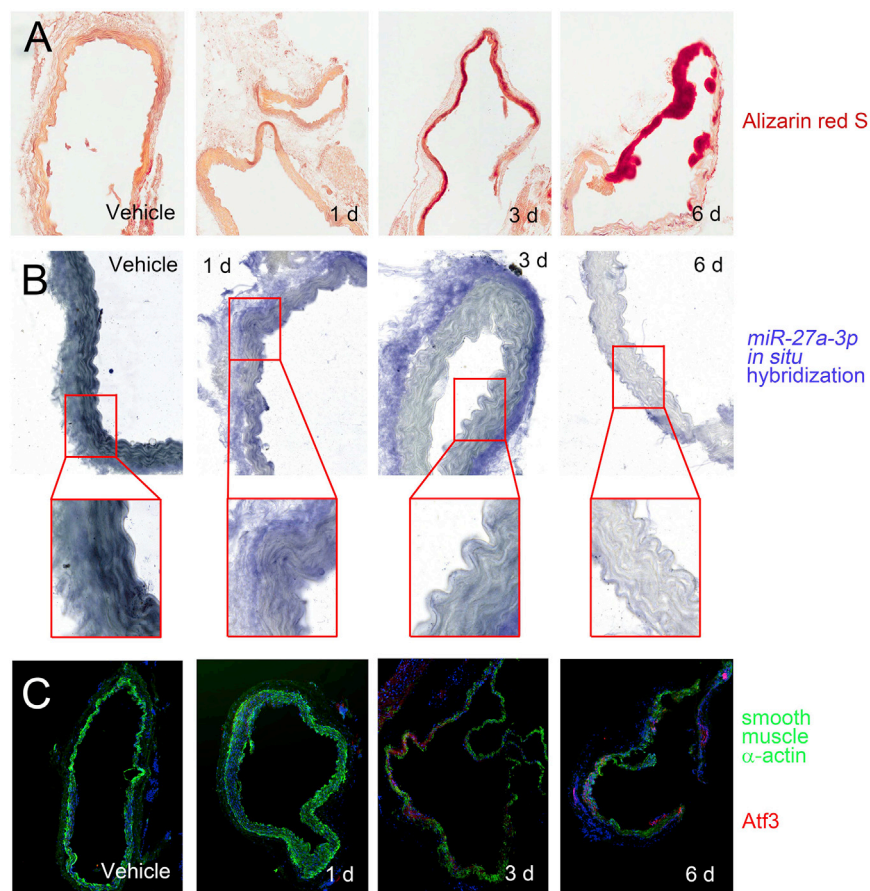 A
Vehicle
1 d
3 d
6 d
Alizarin red S
B
Vehicle
1 d
3 d
6 d
miR-27a-3p
in situ
hybridization
C
Vehicle
1 d
3 d
6 d
smooth
muscle
α-actin
Atf3